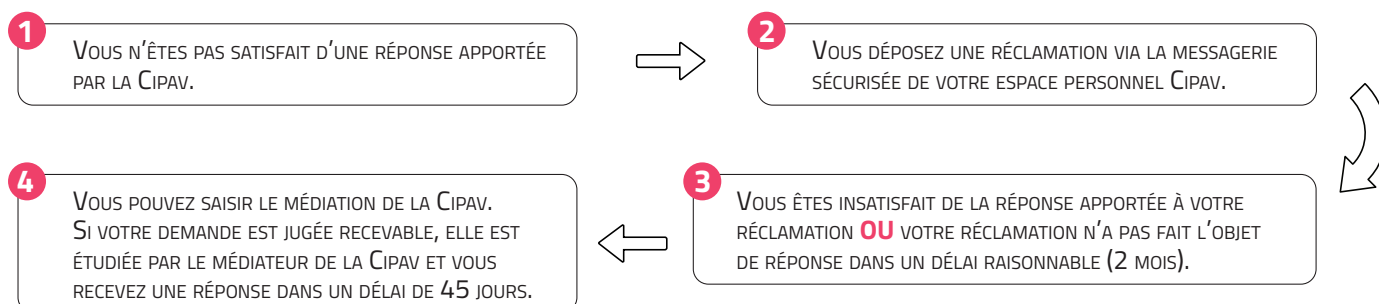 1
Vous n'êtes pas satisfait d'une réponse apportée
par la Cipav.
2
Vous déposez une réclamation via la messagerie
sécurisée de votre espace personnel Cipav.
3
Vous êtes insatisfait de la réponse apportée à votre
réclamation OU votre réclamation n'a pas fait l'objet
de réponse dans un délai raisonnable (2 mois).
4
Vous pouvez saisir le médiation de la Cipav.
Si votre demande est jugée recevable, elle est
étudiée par le médiateur de la Cipav et vous
recevez une réponse dans un délai de 45 jours.